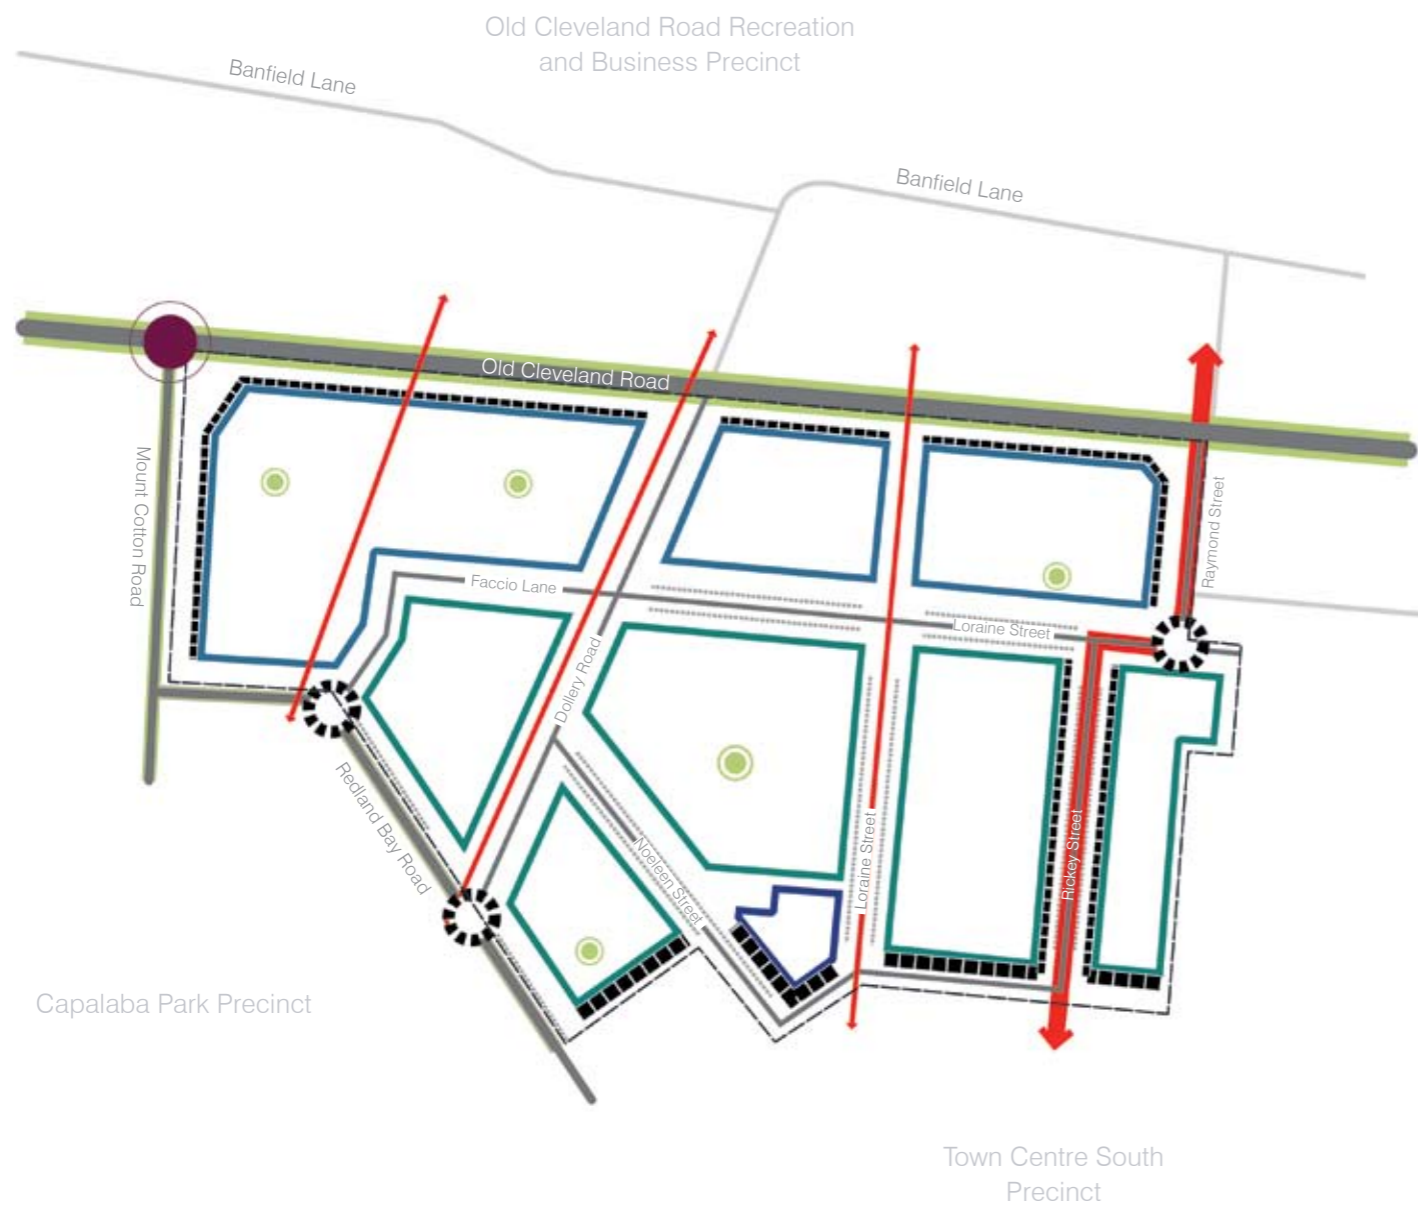 Old Cleveland Road Recreation
and Business Precinct
Banfield Lane
Banfield Lane
Old Cleveland Road
Mount Cotton Road
Raymond Street
Faccio Lane
Loraine Street
Dollery Road
Redland Bay Road
Noeleen Street
Loraine Street
Rickey Street
Capalaba Park Precinct
Town Centre South
Precinct